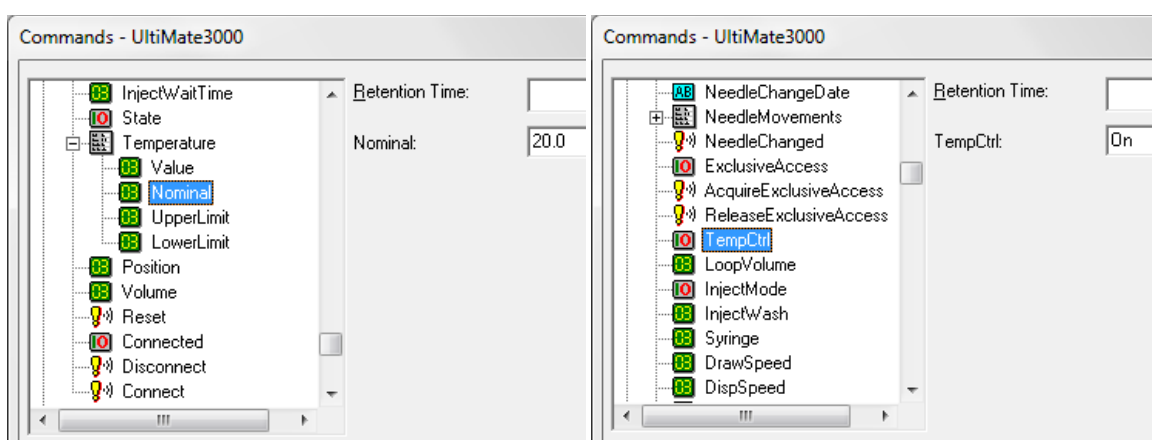 Commands - UltiMate3000
InjectWaitTime
State
Temperature
Value
Nominal
UpperLimit
LowerLimit
Position
Volume
Reset
Connected
Disconnect
Connect
Retention Time:
Nominal:
20.0
Commands - UltiMate3000
NeedleChangeDate
NeedleMovements
NeedleChanged
ExclusiveAccess
AcquireExclusiveAccess
ReleaseExclusiveAccess
TempCtrl
LoopVolume
InjectMode
InjectWash
Syringe
DrawSpeed
DispSpeed
Retention Time:
TempCtrl:
On